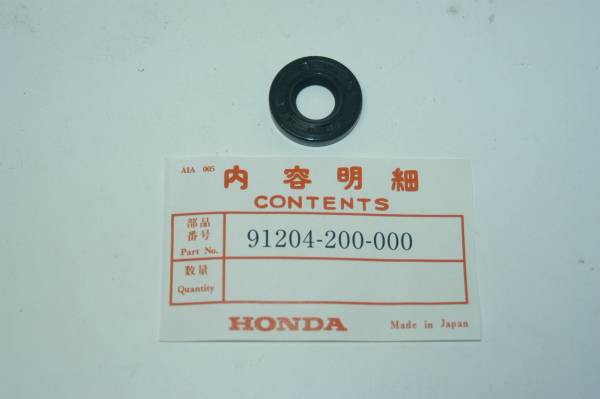 AIA 005
内容明細
CONTENTS
部品
番号
Part No.
91204-200-000
数量
Quantity
HONDA
Made in Japan